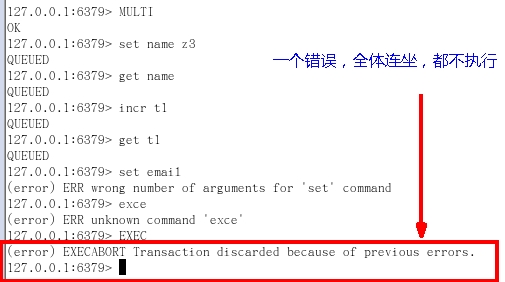 127.0.0.1:6379> MULTI
OK
127.0.0.1:6379> set name z3
QUEUED
127.0.0.1:6379> get name
QUEUED
127.0.0.1:6379> incr t1
QUEUED
127.0.0.1:6379> get t1
QUEUED
127.0.0.1:6379> set email
(error) ERR wrong number of arguments for 'set' command
127.0.0.1:6379> exce
(error) ERR unknown command 'exce'
127.0.0.1:6379> EXEC
(error) EXECABORT Transaction discarded because of previous errors.
127.0.0.1:6379>
一个错误，全体连坐，都不执行